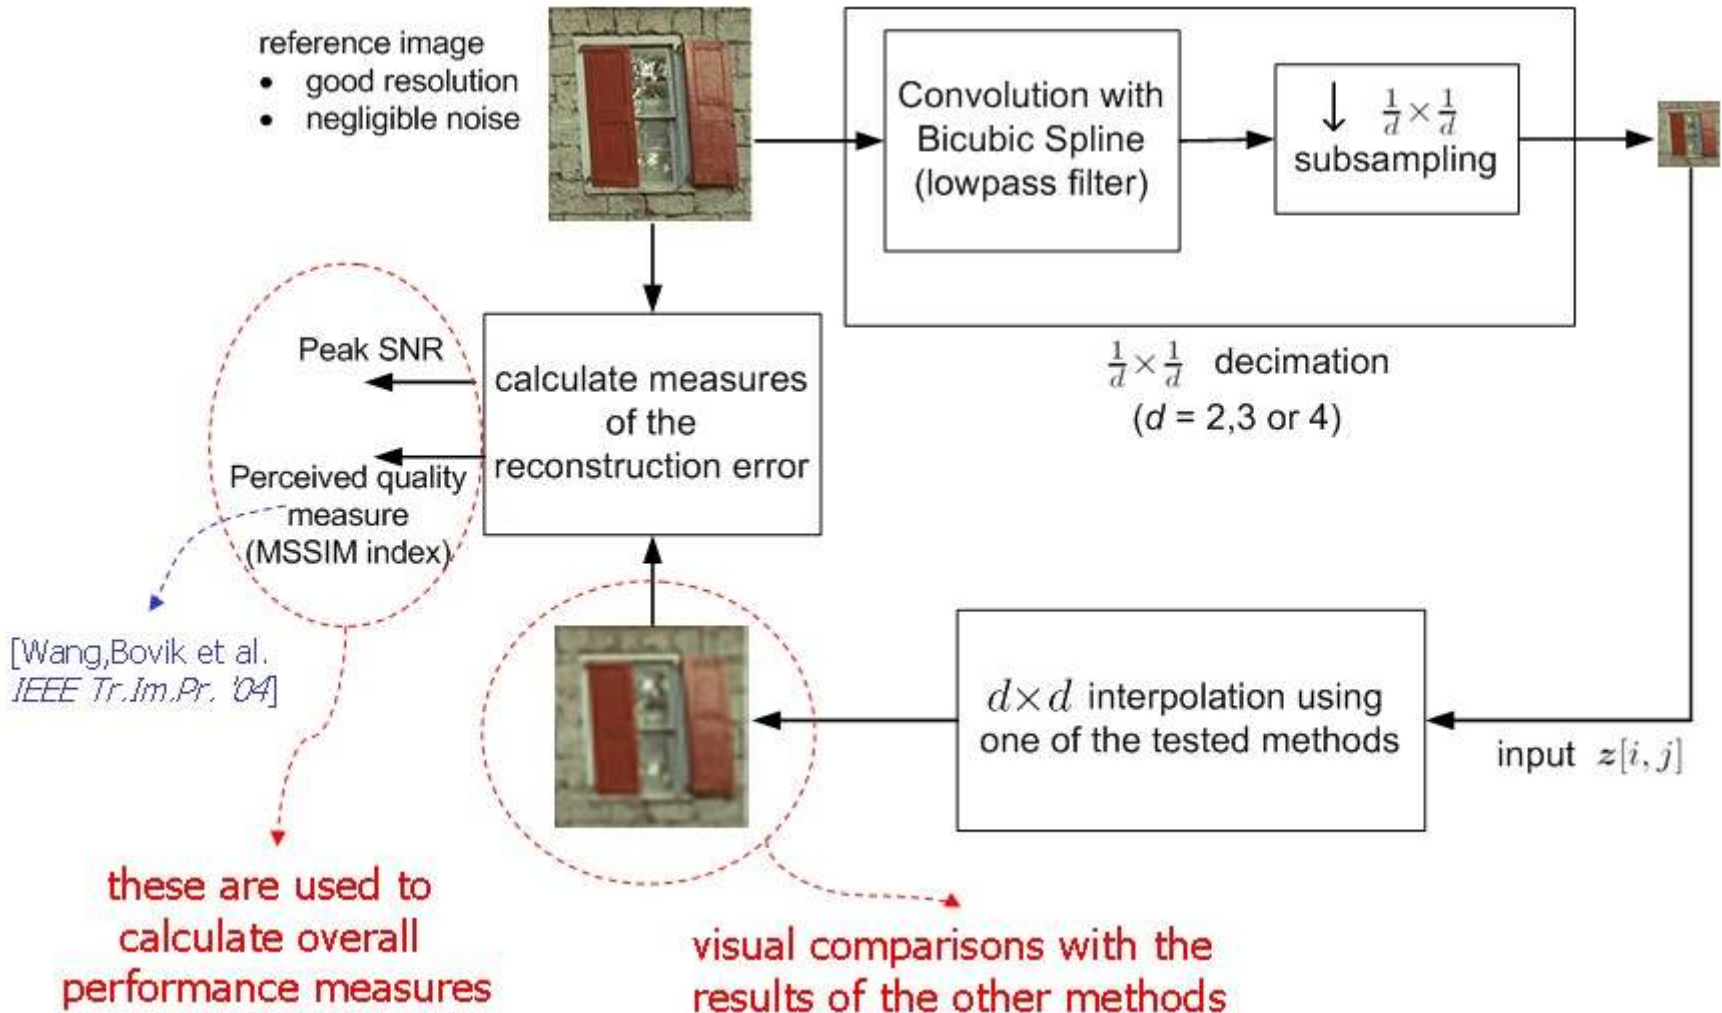 reference image
• good resolution
• negligible noise
Convolution with
Bicubic Spline
(lowpass filter)
↓ 1/d × 1/d
subsampling
1/d × 1/d decimation
(d = 2,3 or 4)
Peak SNR
Perceived quality
measure
(MSSIM index)
calculate measures
of the
reconstruction error
[Wang,Bovik et al.
IEEE Tr.Im.Pr. '04]
d×d interpolation using
one of the tested methods
input z[i, j]
these are used to
calculate overall
performance measures
visual comparisons with the
results of the other methods